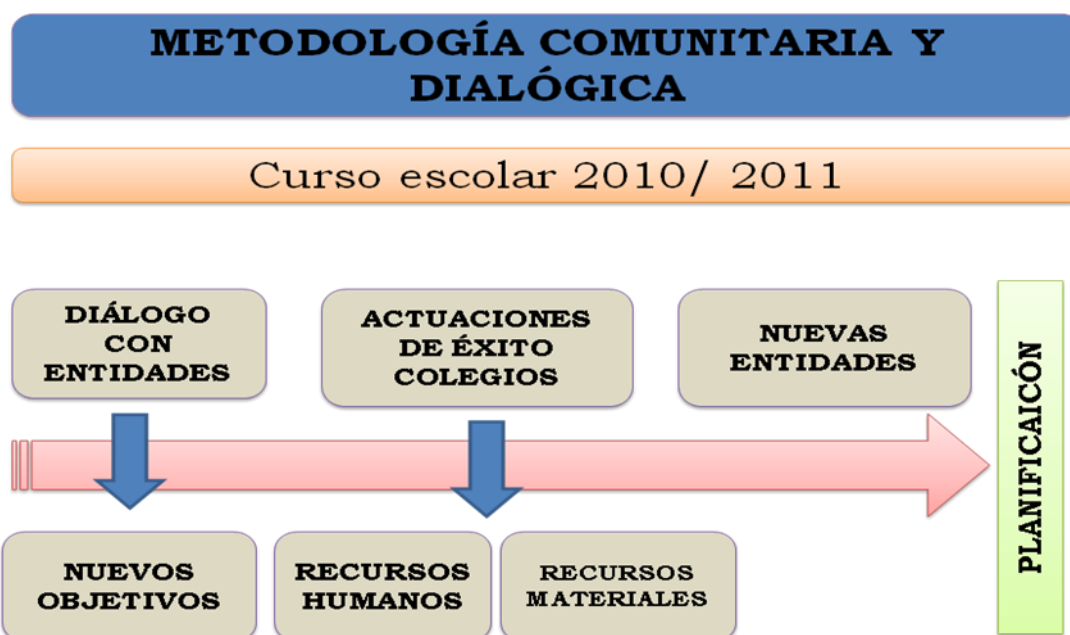 METODOLOGÍA COMUNITARIA Y
DIALÓGICA
Curso escolar 2010/ 2011
DIÁLOGO
CON
ENTIDADES
ACTUACIONES
DE ÉXITO
COLEGIOS
NUEVAS
ENTIDADES
NUEVOS
OBJETIVOS
RECURSOS
HUMANOS
RECURSOS
MATERIALES
PLANIFICAICÓN